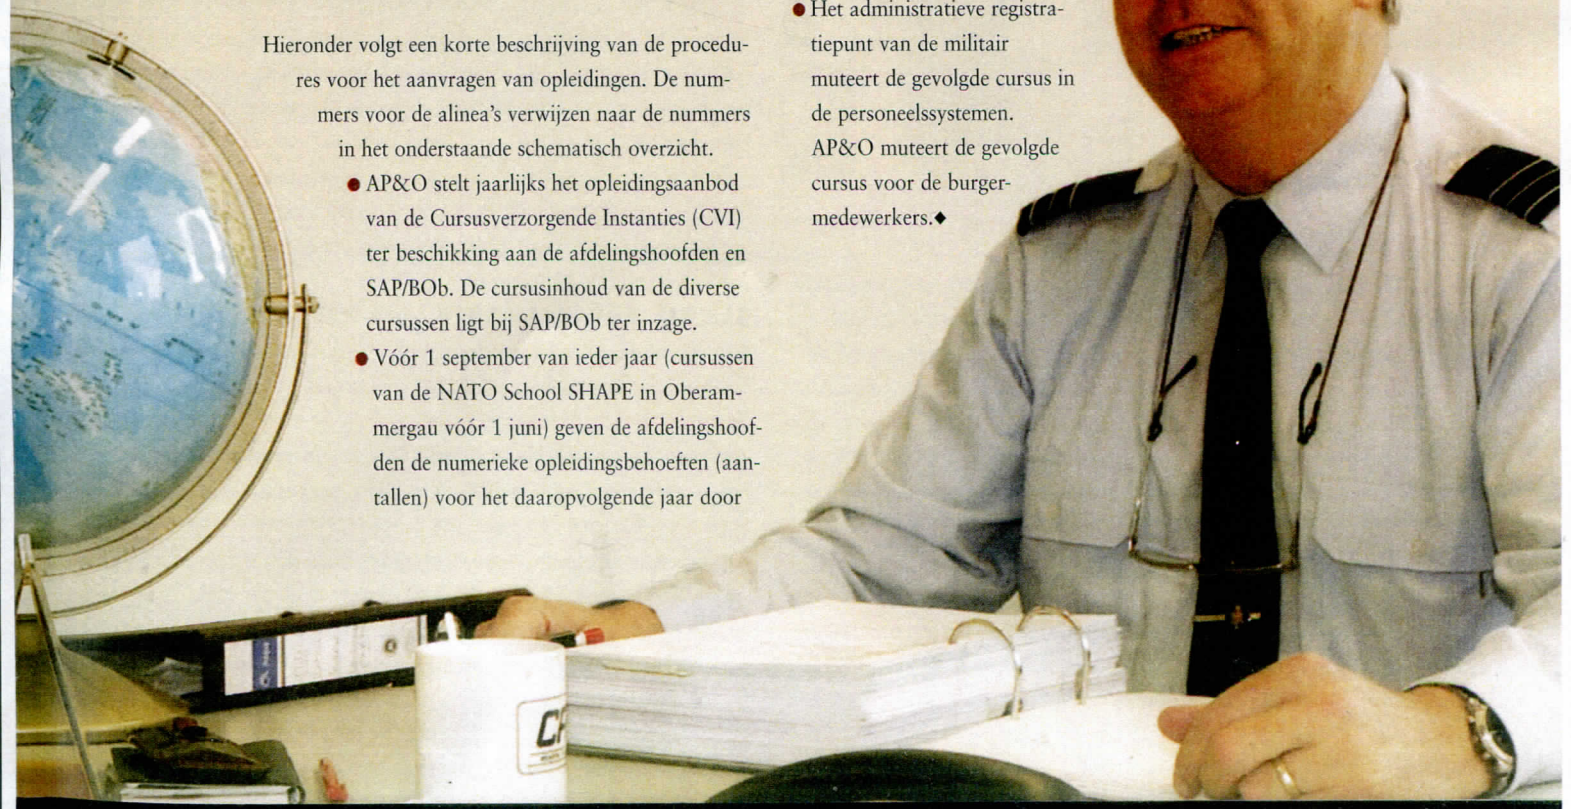 Hieronder volgt een korte beschrijving van de procedu-
res voor het aanvragen van opleidingen. De num-
mers voor de alinea's verwijzen naar de nummers
in het onderstaande schematisch overzicht.
● AP&O stelt jaarlijks het opleidingsaanbod
van de Cursusverzorgende Instanties (CVI)
ter beschikking aan de afdelingshoofden en
SAP/BOb. De cursusinhoud van de diverse
cursussen ligt bij SAP/BOb ter inzage.
● Vóór 1 september van ieder jaar (cursussen
van de NATO School SHAPE in Oberam-
mergau vóór 1 juni) geven de afdelingshoof-
den de numerieke opleidingsbehoeften (aan-
tallen) voor het daaropvolgende jaar door
● Het administratieve registra-
tiepunt van de militair
muteert de gevolgde cursus in
de personeelssystemen.
AP&O muteert de gevolgde
cursus voor de burger-
medewerkers.◆